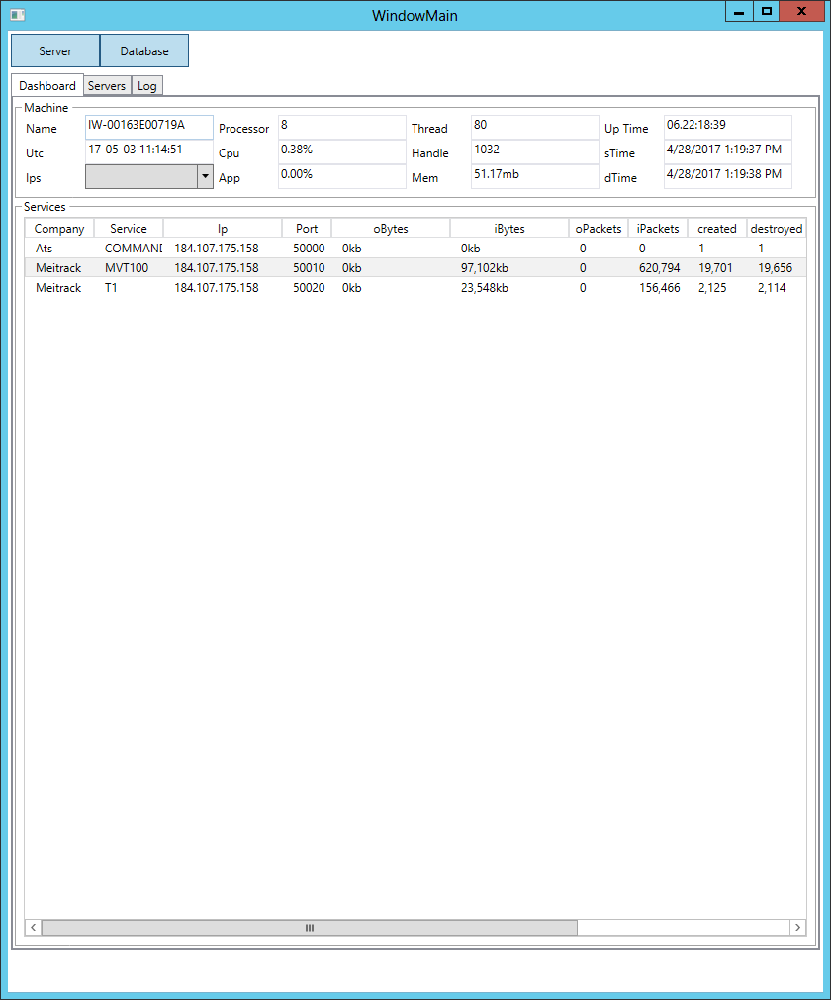 WindowMain
Server Database
Dashboard Servers Log
Machine
Name IW-00163E00719A Processor 8 Thread 80 Up Time 06.22:18:39
Utc 17-05-03 11:14:51 Cpu 0.38% Handle 1032 sTime 4/28/2017 1:19:37 PM
Ips App 0.00% Mem 51.17mb dTime 4/28/2017 1:19:38 PM
Services
Company Service Ip Port oBytes iBytes oPackets iPackets created destroyed
Ats COMMAND 184.107.175.158 50000 0kb 0kb 0 0 1 1
Meitrack MVT100 184.107.175.158 50010 0kb 97,102kb 0 620,794 19,701 19,656
Meitrack T1 184.107.175.158 50020 0kb 23,548kb 0 156,466 2,125 2,114